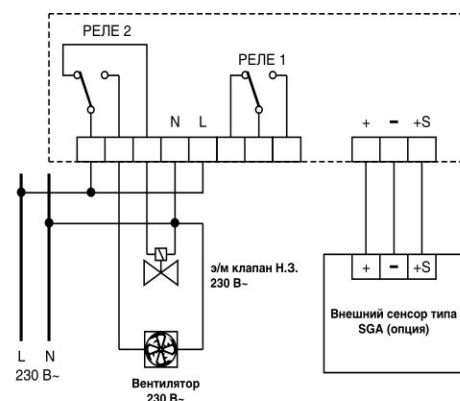 РЕЛЕ 2
РЕЛЕ 1
N L
+ - +S
+ - +S
э/м клапан Н.З.
230 В~
Внешний сенсор типа
SGA (опция)
L N
230 В~
Вентилятор
230 В~